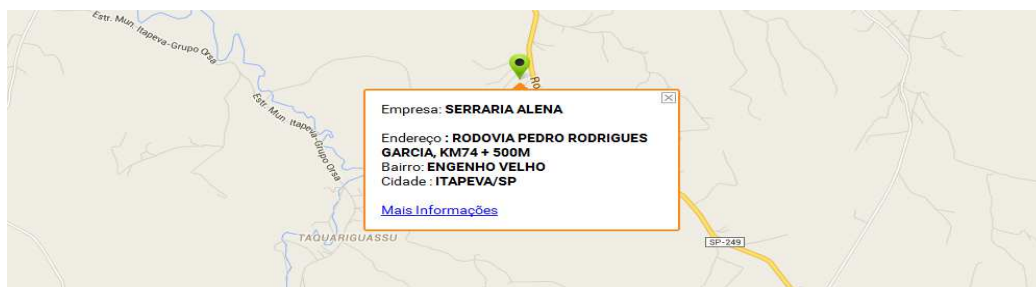 Estr. Mun. Itapeva-Grupo Orsa
Estr. Mun. Itapeva-Grupo Orsa
Ro
Empresa: SERRARIA ALENA
Endereço : RODOVIA PEDRO RODRIGUES
GARCIA, KM74 + 500M
Bairro: ENGENHO VELHO
Cidade : ITAPEVA/SP
Mais Informações
TAQUARIGUASSU
SP-249